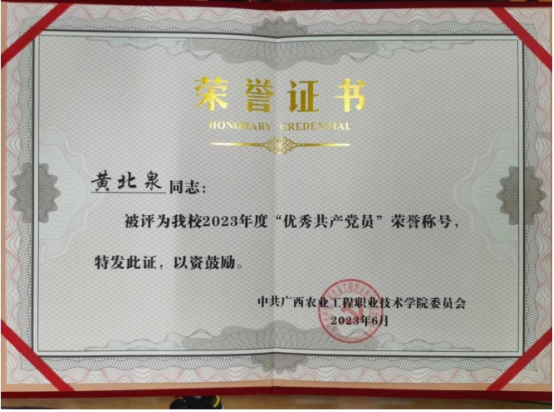 荣誉证书
HONORARY CREDENTIAL
黄北泉同志：
被评为我校2023年度“优秀共产党员”荣誉称号，
特发此证，以资鼓励。
中共广西农业工程职业技术学院委员会
2023年6月